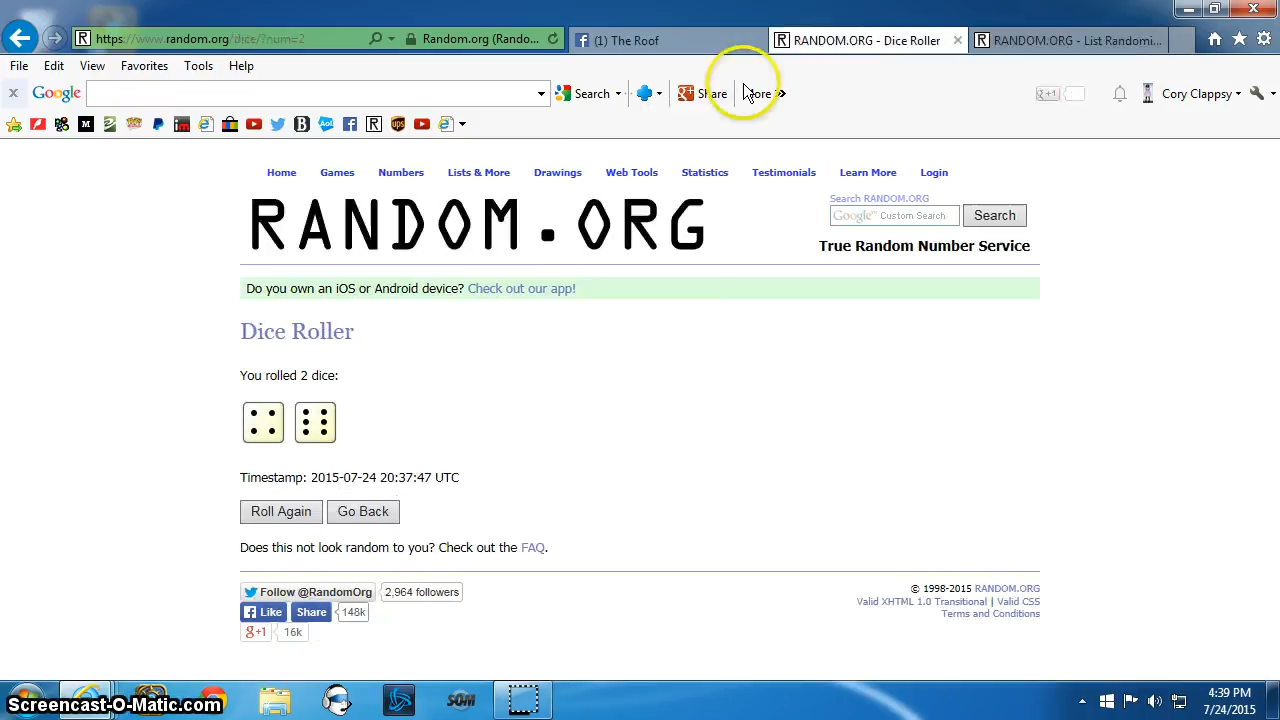 https://www.random.org/dice/?num=2
Random.org (Rando...
(1) The Roof
RANDOM.ORG - Dice Roller
RANDOM.ORG - List Randomi...
File Edit View Favorites Tools Help
Google
Search
Share
g+1
Cory Clappsy
Home Games Numbers Lists & More Drawings Web Tools Statistics Testimonials Learn More Login
RANDOM.ORG
Search RANDOM.ORG
Google™ Custom Search
Search
True Random Number Service
Do you own an iOS or Android device? Check out our app!
Dice Roller
You rolled 2 dice:
Timestamp: 2015-07-24 20:37:47 UTC
Roll Again
Go Back
Does this not look random to you? Check out the FAQ.
Follow @RandomOrg
2,964 followers
Like
Share
148k
g+1
16k
© 1998-2015 RANDOM.ORG
Valid XHTML 1.0 Transitional | Valid CSS
Terms and Conditions
SOM
Screencast-O-Matic.com
4:39 PM
7/24/2015